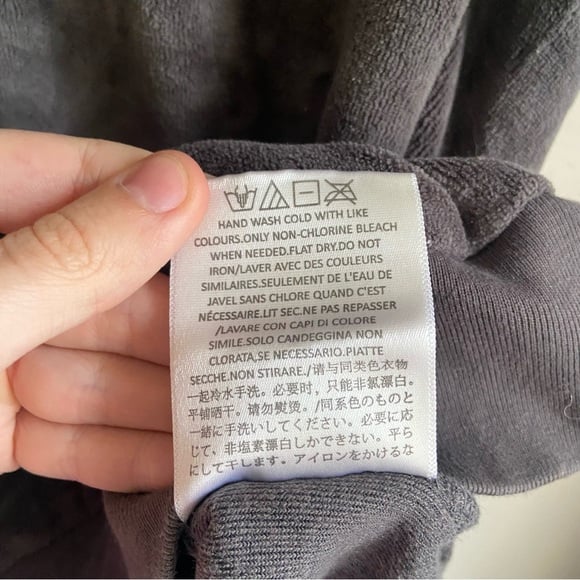 HAND WASH COLD WITH LIKE
COLOURS.ONLY NON-CHLORINE BLEACH
WHEN NEEDED.FLAT DRY.DO NOT
IRON/LAVER AVEC DES COULEURS
SIMILAIRES.SEULEMENT DE L'EAU DE
JAVEL SANS CHLORE QUAND C'EST
NÉCESSAIRE.LIT SEC.NE PAS REPASSER
/LAVARE CON CAPI DI COLORE
SIMILE.SOLO CANDEGGINA NON
CLORATA,SE NECESSARIO.PIATTE
SECCHE.NON STIRARE./请与同类色衣物
一起冷水手洗。必要时，只能非氯漂白。
平铺晒干。请勿熨烫。/同系色のものと
一緒に手洗いしてください。必要に応
じて、非塩素漂白しかできない。平ら
にして干します。アイロンをかけるな